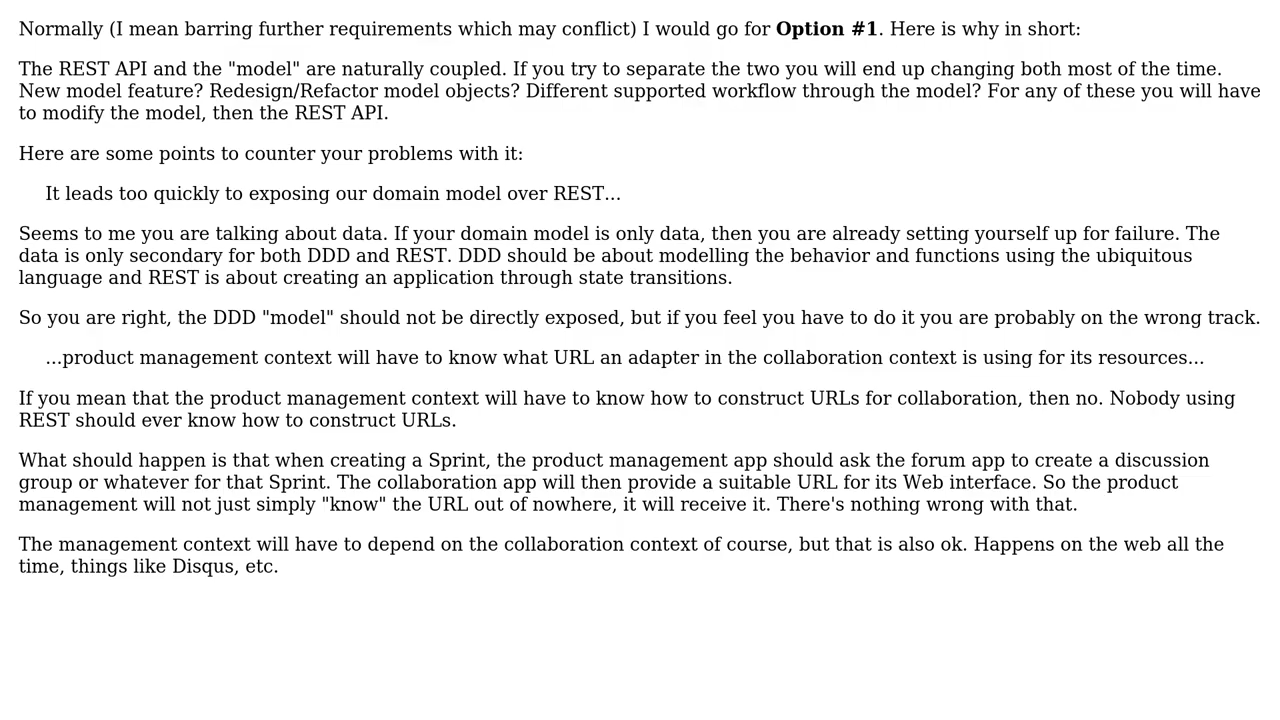 Normally (I mean barring further requirements which may conflict) I would go for Option #1. Here is why in short:
The REST API and the "model" are naturally coupled. If you try to separate the two you will end up changing both most of the time.
New model feature? Redesign/Refactor model objects? Different supported workflow through the model? For any of these you will have
to modify the model, then the REST API.
Here are some points to counter your problems with it:
It leads too quickly to exposing our domain model over REST...
Seems to me you are talking about data. If your domain model is only data, then you are already setting yourself up for failure. The
data is only secondary for both DDD and REST. DDD should be about modelling the behavior and functions using the ubiquitous
language and REST is about creating an application through state transitions.
So you are right, the DDD "model" should not be directly exposed, but if you feel you have to do it you are probably on the wrong track.
...product management context will have to know what URL an adapter in the collaboration context is using for its resources...
If you mean that the product management context will have to know how to construct URLs for collaboration, then no. Nobody using
REST should ever know how to construct URLs.
What should happen is that when creating a Sprint, the product management app should ask the forum app to create a discussion
group or whatever for that Sprint. The collaboration app will then provide a suitable URL for its Web interface. So the product
management will not just simply "know" the URL out of nowhere, it will receive it. There's nothing wrong with that.
The management context will have to depend on the collaboration context of course, but that is also ok. Happens on the web all the
time, things like Disqus, etc.